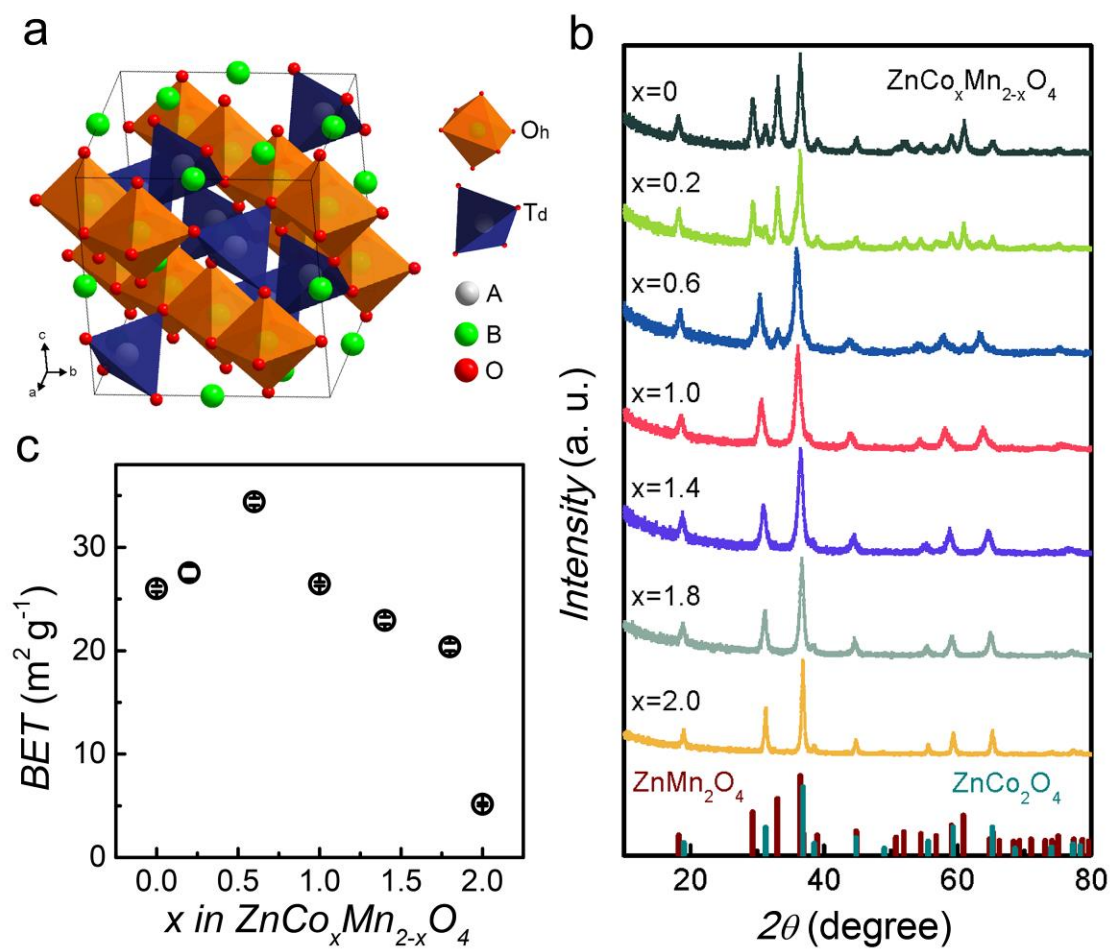 a
Oh
Td
A
B
O
c
b
a
b
ZnCoxMn2-xO4
x=0
x=0.2
x=0.6
x=1.0
x=1.4
x=1.8
x=2.0
ZnMn2O4
ZnCo2O4
Intensity (a. u.)
20
40
60
80
2θ (degree)
c
30
20
10
0
BET (m2 g-1)
0.0
0.5
1.0
1.5
2.0
x in ZnCoxMn2-xO4